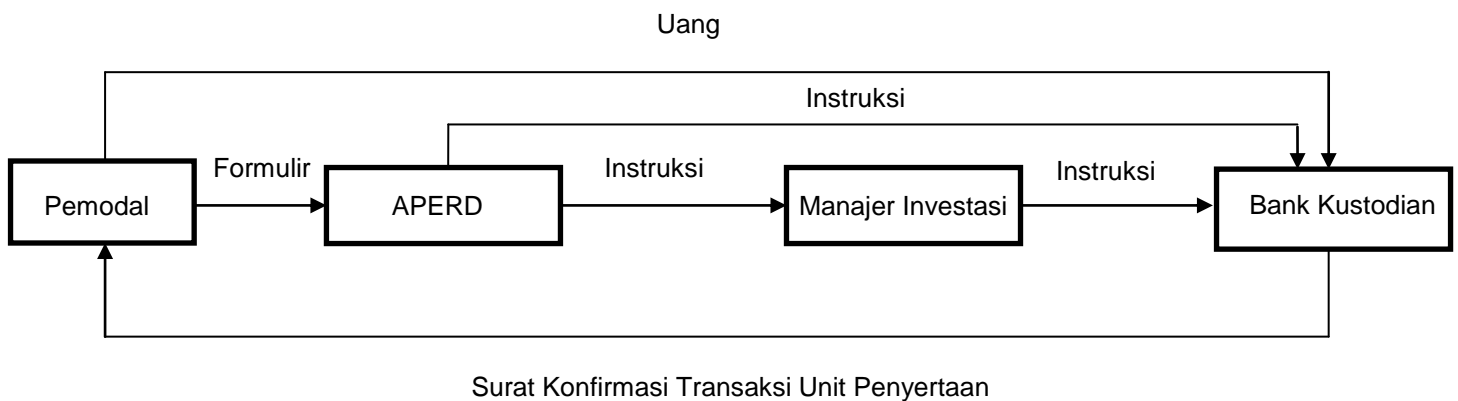 Uang
Instruksi
Formulir
Instruksi
Instruksi
Pemodal
APERD
Manajer Investasi
Bank Kustodian
Surat Konfirmasi Transaksi Unit Penyertaan